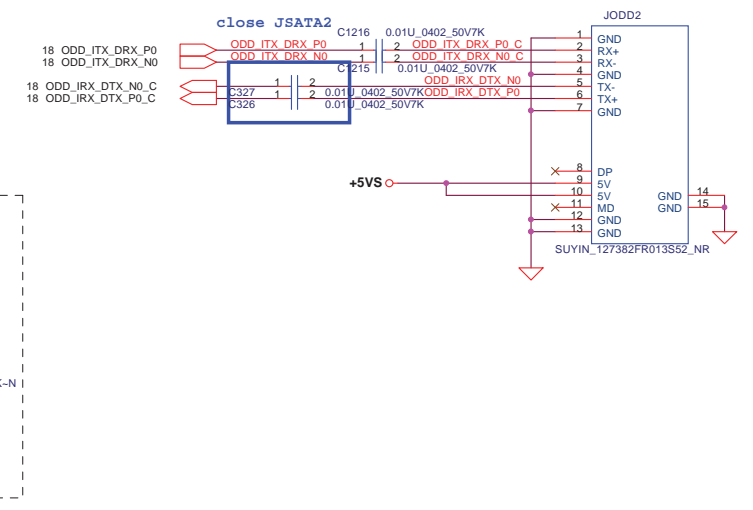 JODD2
close JSATA2
C1216 0.01U_0402_50V7K
18 ODD_ITX_DRX_P0 ODD_ITX_DRX_P0 1 2 ODD_ITX_DRX_P0_C 1 GND
2 RX+
18 ODD_ITX_DRX_N0 ODD_ITX_DRX_N0 1 2 ODD_ITX_DRX_N0_C 3 RX-
C1215 0.01U_0402_50V7K
4 GND
18 ODD_IRX_DTX_N0_C 1 2 ODD_IRX_DTX_N0 5 TX-
C327 0.01U_0402_50V7K
18 ODD_IRX_DTX_P0_C 1 2 ODD_IRX_DTX_P0 6 TX+
C326 0.01U_0402_50V7K
7 GND
8 DP
+5VS 9 5V
10 5V GND 14
11 MD GND 15
12 GND
13 GND
SUYIN_127382FR013S52_NR
~N